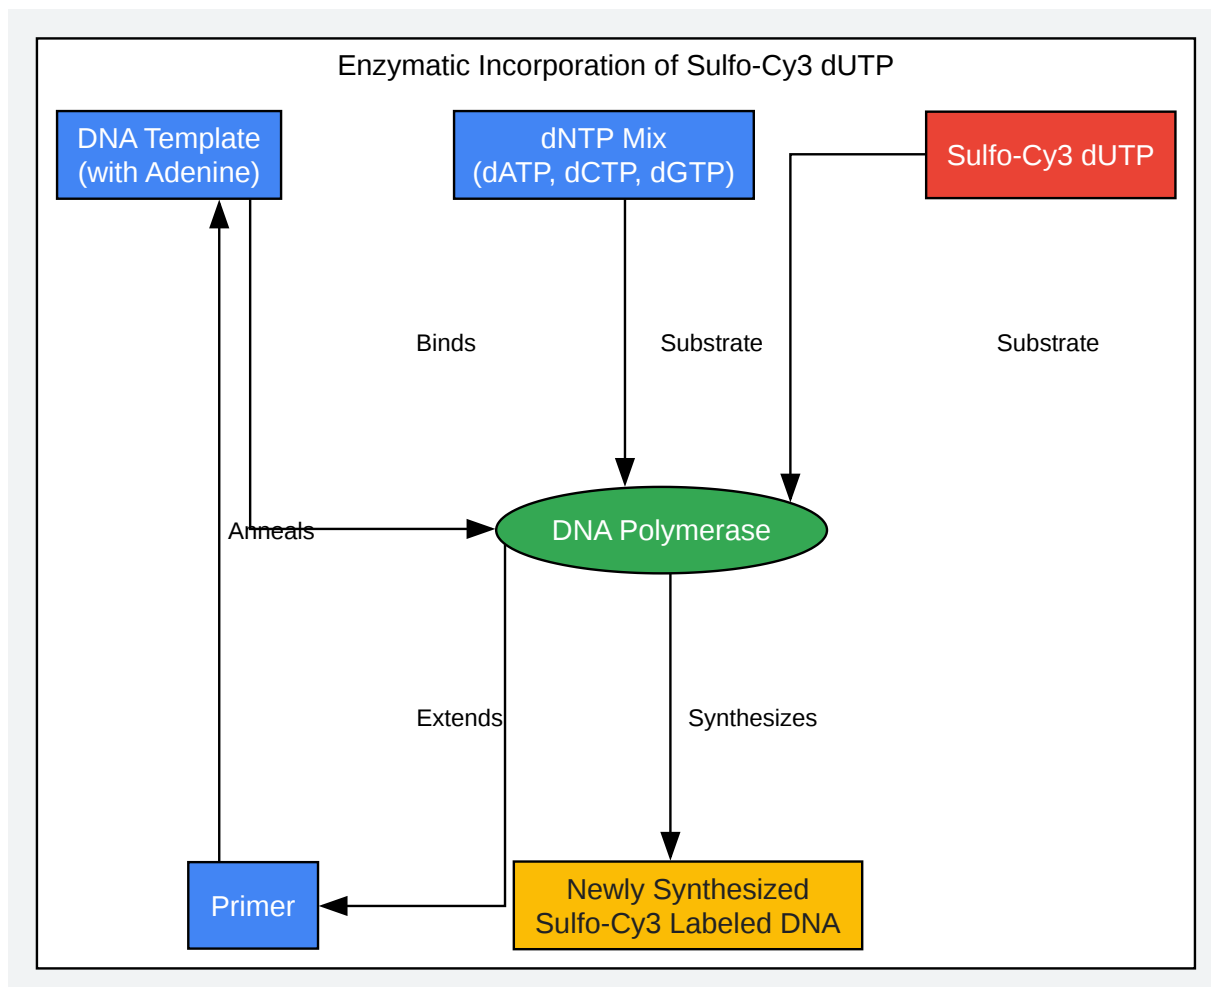 Enzymatic Incorporation of Sulfo-Cy3 dUTP
DNA Template
(with Adenine)
dNTP Mix
(dATP, dCTP, dGTP)
Sulfo-Cy3 dUTP
Binds
Substrate
Substrate
Anneals
DNA Polymerase
Extends
Synthesizes
Primer
Newly Synthesized
Sulfo-Cy3 Labeled DNA